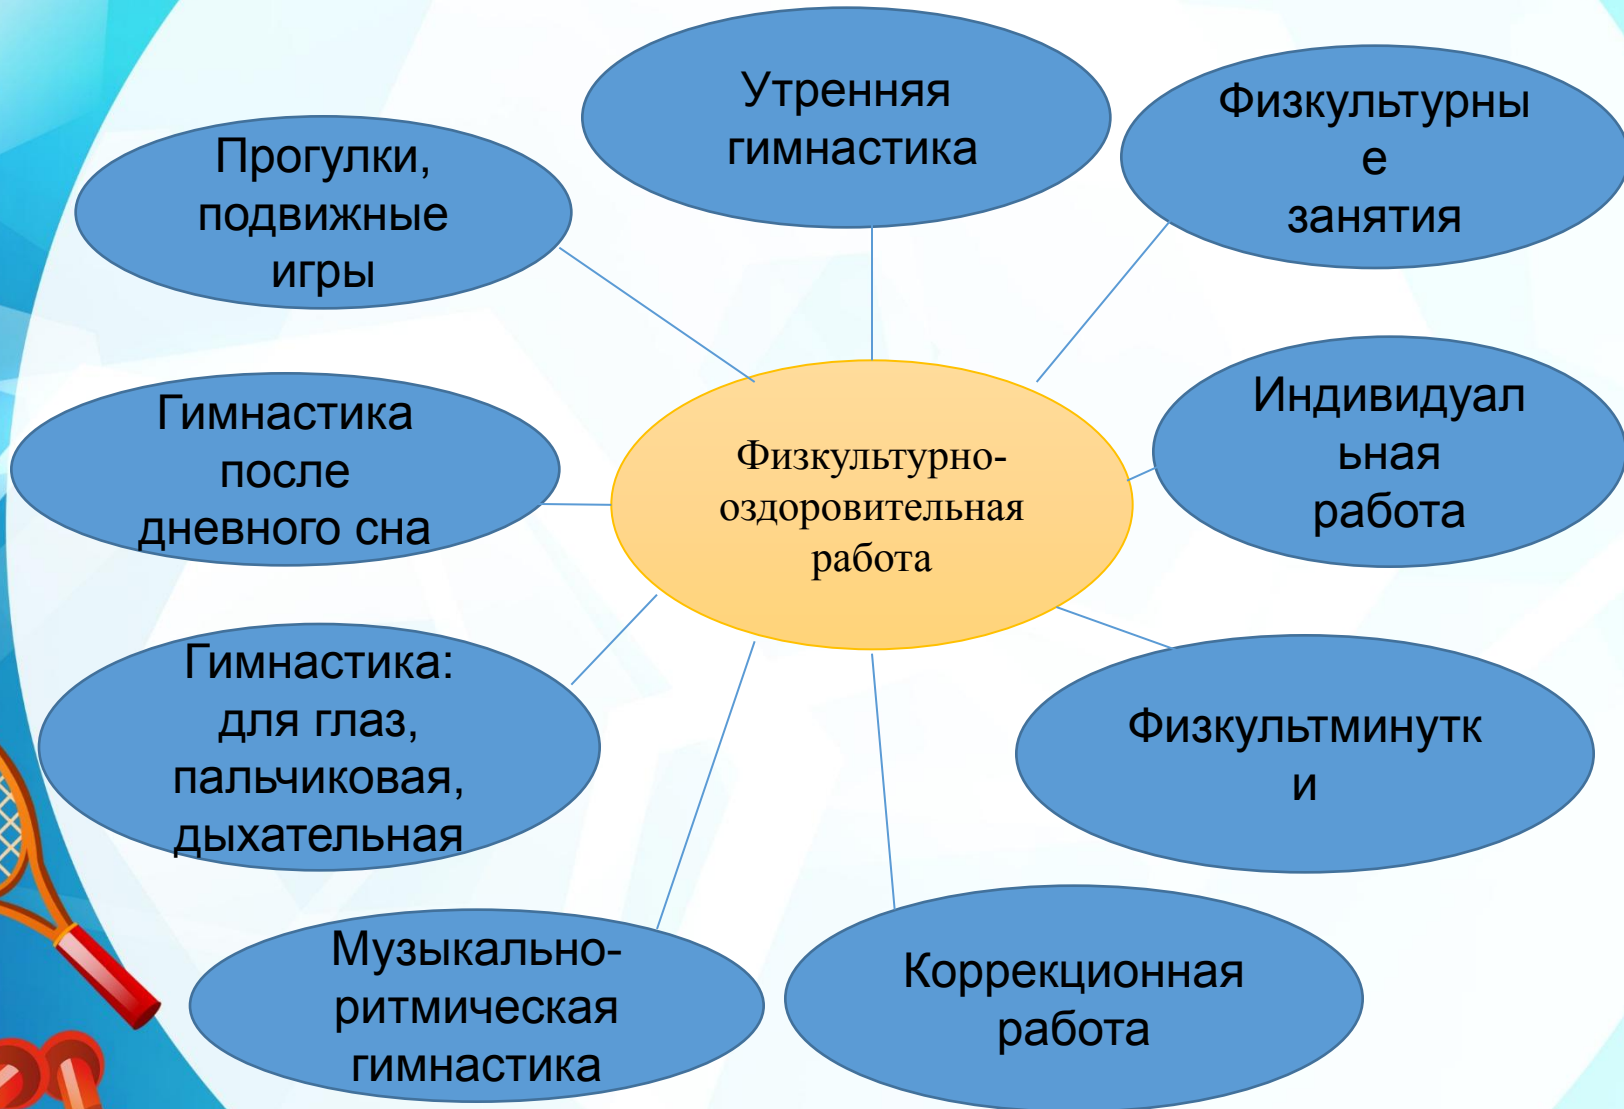 Утренняя
гимнастика
Физкультурны
е
занятия
Прогулки,
подвижные
игры
Индивидуал
ьная
работа
Гимнастика
после
дневного сна
Физкультурно-
оздоровительная
работа
Гимнастика:
для глаз,
пальчиковая,
дыхательная
Физкультминутк
и
Музыкально-
ритмическая
гимнастика
Коррекционная
работа